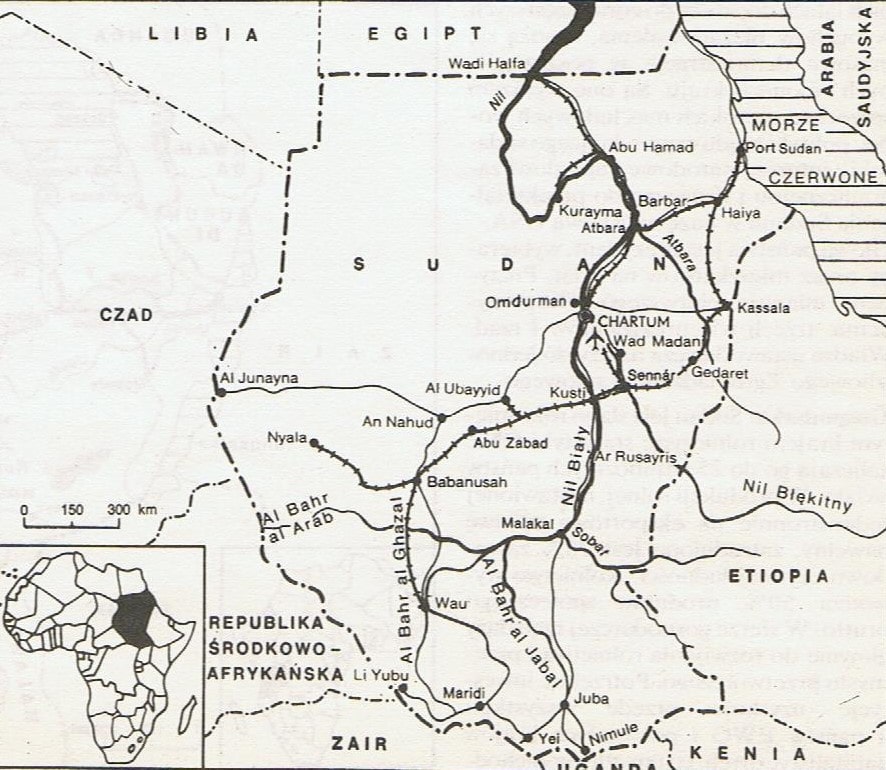 LIBIA
EGIPT
ARABIA
SAUDYJSKA
Wadi Halfa
Nil
MORZE
CZERWONE
Abu Hamad
Port Sudan
Kurayma
Barbar
Haiya
Atbara
Atbara
SUDAN
CZAD
Omdurman
CHARTUM
Kassala
Wad Madani
Al Junayna
Al Ubayyid
Kusti
Sennár
Gedaret
An Nahud
Nyala
Abu Zabad
Ar Rusayris
Nil Biały
Babanusah
Nil Błękitny
0 150 300 km
Al Bahr
al Aráb
Al Bahr al Ghazal
Malakal
Sobat
ETIOPIA
Al Bahr al Jabal
Wau
REPUBLIKA
ŚRODKOWO-
AFRYKAŃSKA
Li Yubu
Maridi
Juba
Yei
Nimule
ZAIR
UGANDA
KENIA